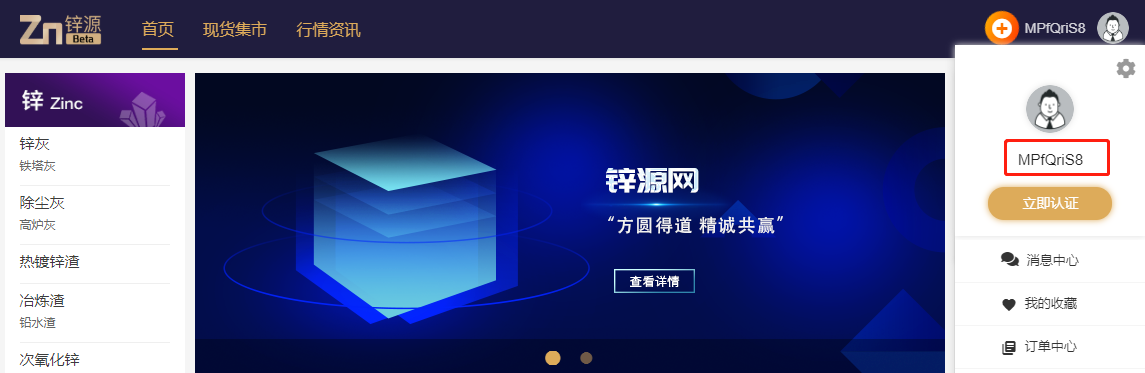 Zn 锌源 Beta
首页 现货集市 行情资讯
MPfQriS8
锌 Zinc
锌灰
铁塔灰
除尘灰
高炉灰
热镀锌渣
冶炼渣
铅水渣
次氧化锌
锌源网
“方圆得道 精诚共赢”
查看详情
MPfQriS8
立即认证
消息中心
我的收藏
订单中心